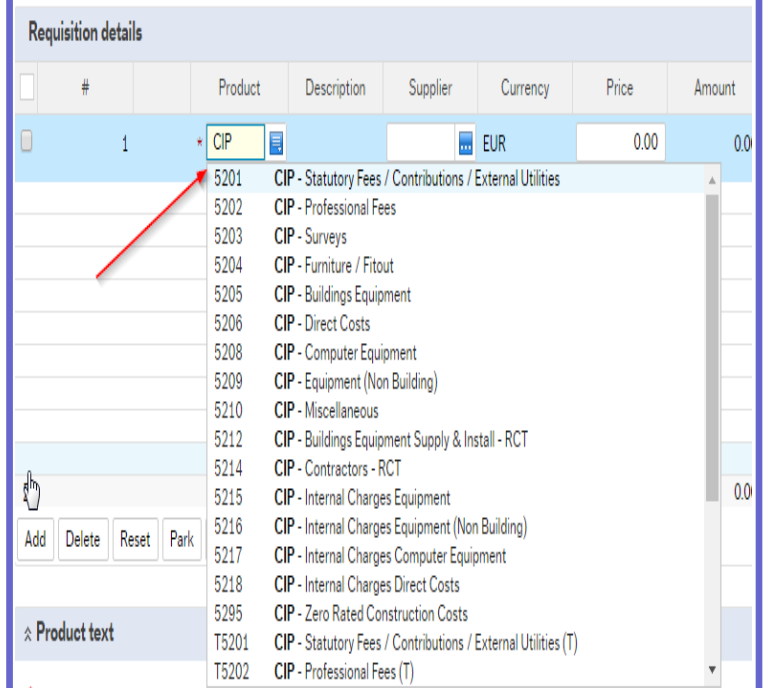 Requisition details
# Product Description Supplier Currency Price Amount
1 * CIP EUR 0.00 0.0
5201 CIP - Statutory Fees / Contributions / External Utilities
5202 CIP - Professional Fees
5203 CIP - Surveys
5204 CIP - Furniture / Fitout
5205 CIP - Buildings Equipment
5206 CIP - Direct Costs
5208 CIP - Computer Equipment
5209 CIP - Equipment (Non Building)
5210 CIP - Miscellaneous
5212 CIP - Buildings Equipment Supply & Install - RCT
5214 CIP - Contractors - RCT
5215 CIP - Internal Charges Equipment
0.0
5216 CIP - Internal Charges Equipment (Non Building)
Add Delete Reset Park
5217 CIP - Internal Charges Computer Equipment
5218 CIP - Internal Charges Direct Costs
5295 CIP - Zero Rated Construction Costs
Product text
T5201 CIP - Statutory Fees / Contributions / External Utilities (T)
T5202 CIP - Professional Fees (T)